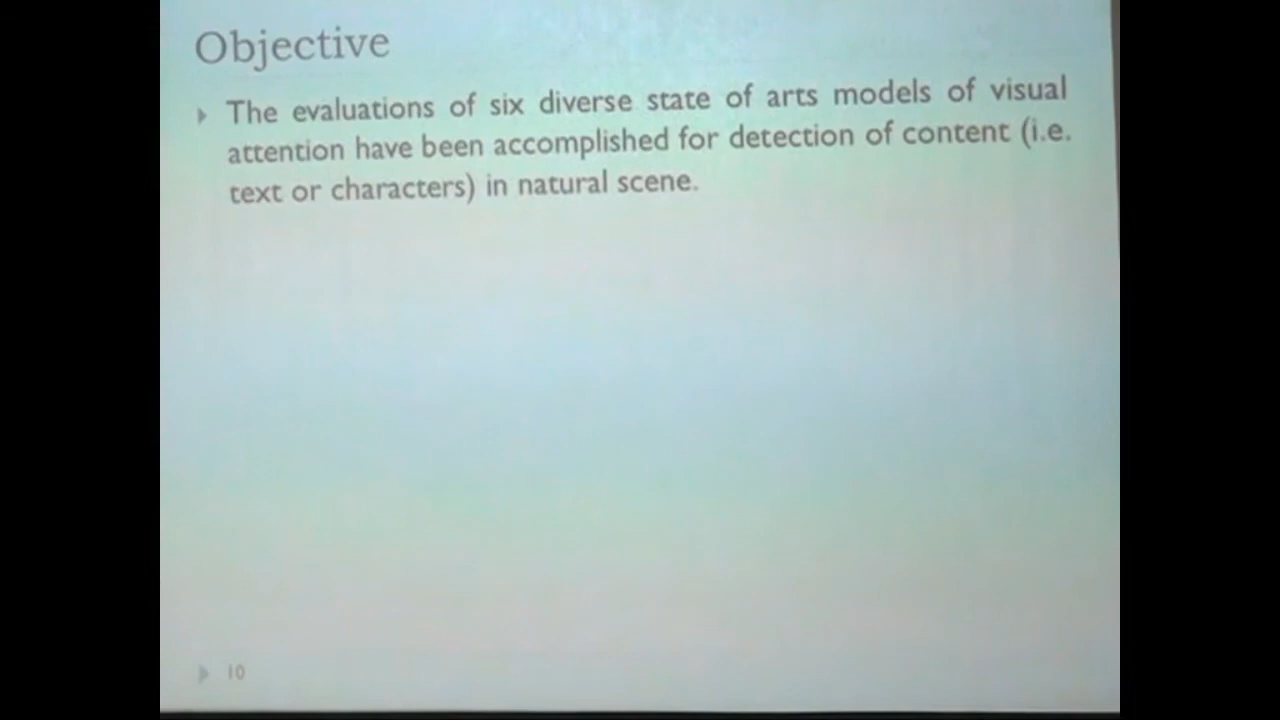 Objective
The evaluations of six diverse state of arts models of visual
attention have been accomplished for detection of content (i.e.
text or characters) in natural scene.
10